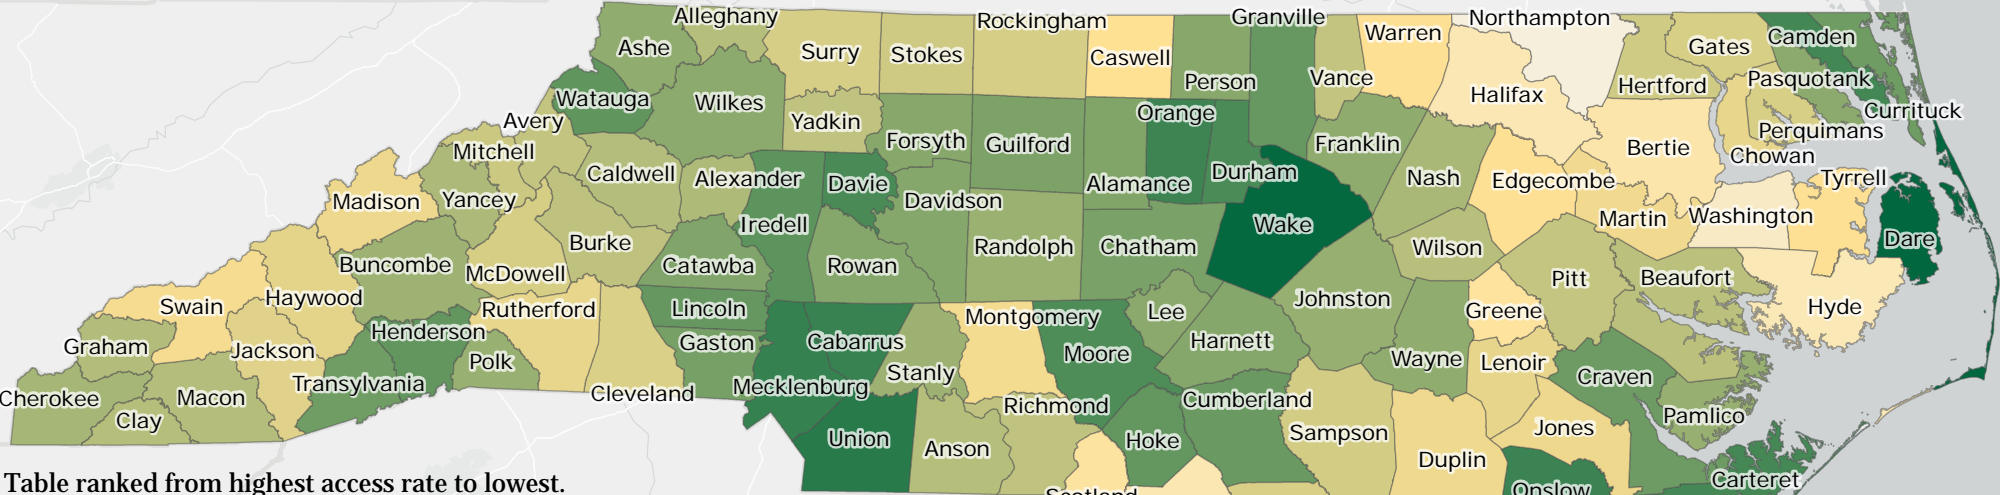 Alleghany
Rockingham
Granville
Northampton
Ashe
Surry
Stokes
Caswell
Warren
Gates
Camden
Person
Vance
Hertford
Pasquotank
Watauga
Wilkes
Halifax
Currituck
Avery
Yadkin
Orange
Perquimans
Mitchell
Forsyth
Guilford
Franklin
Bertie
Chowan
Caldwell
Alexander
Davie
Alamance
Durham
Nash
Edgecombe
Tyrrell
Madison
Yancey
Davidson
Martin
Washington
Iredell
Wake
Burke
Randolph
Chatham
Wilson
Dare
Buncombe
McDowell
Catawba
Rowan
Pitt
Beaufort
Swain
Haywood
Rutherford
Lincoln
Johnston
Lee
Montgomery
Greene
Hyde
Graham
Jackson
Henderson
Polk
Gaston
Cabarrus
Moore
Harnett
Wayne
Lenoir
Transylvania
Stanly
Craven
Cherokee
Macon
Cleveland
Mecklenburg
Richmond
Cumberland
Clay
Pamlico
Union
Anson
Hoke
Sampson
Jones
Duplin
Carteret
Onslow
Scotland
Table ranked from highest access rate to lowest.